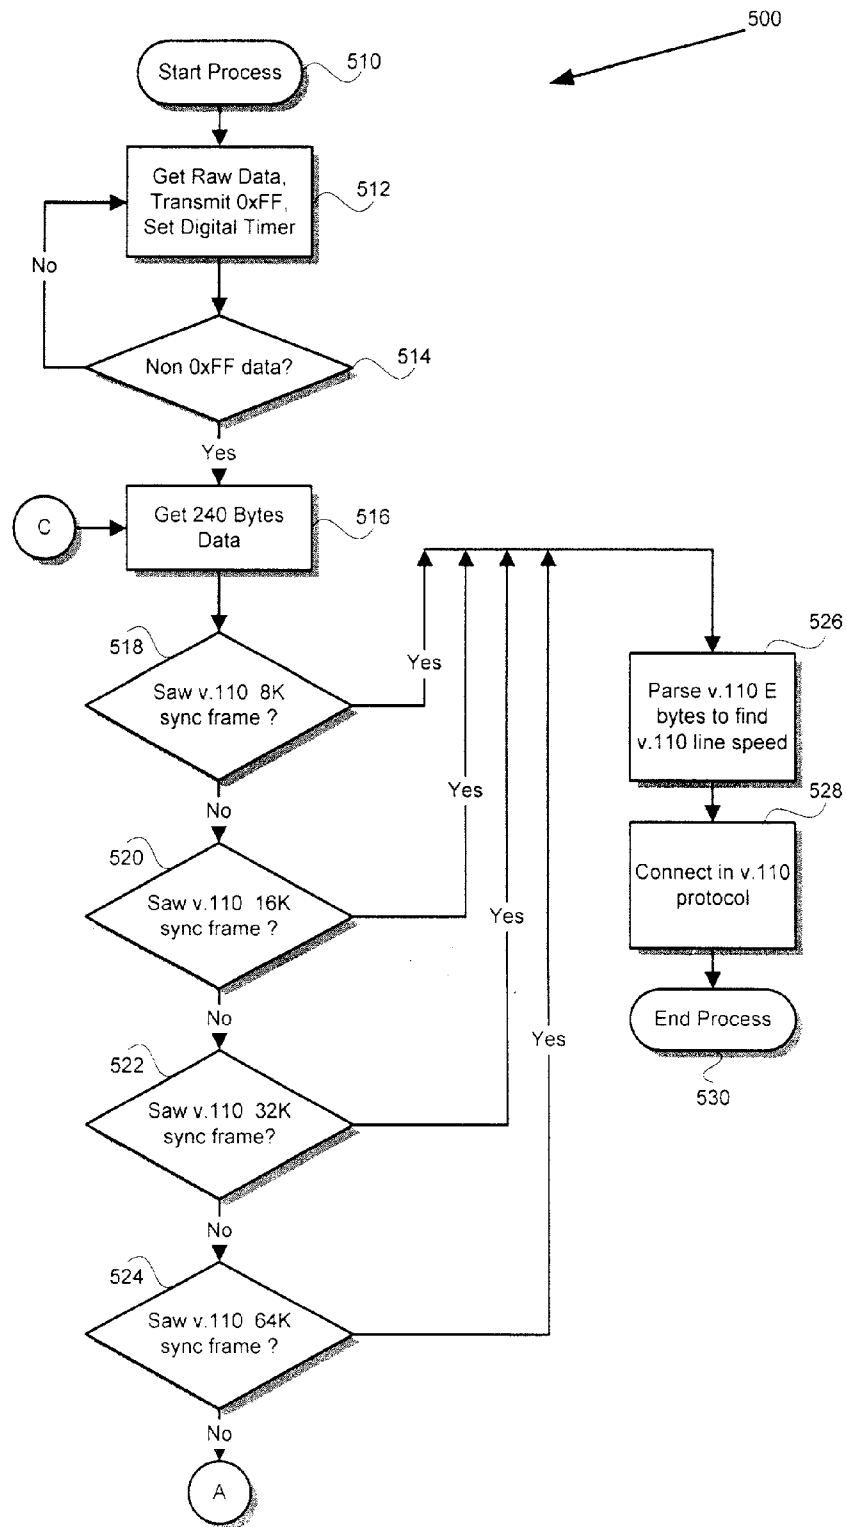 500
Start Process
510
Get Raw Data,
Transmit 0xFF,
Set Digital Timer
512
No
Non 0xFF data?
514
Yes
C
Get 240 Bytes
Data
516
518
Saw v.110 8K
sync frame ?
Yes
No
520
Saw v.110 16K
sync frame ?
Yes
No
522
Saw v.110 32K
sync frame?
Yes
No
524
Saw v.110 64K
sync frame ?
Yes
No
A
526
Parse v.110 E
bytes to find
v.110 line speed
528
Connect in v.110
protocol
End Process
530